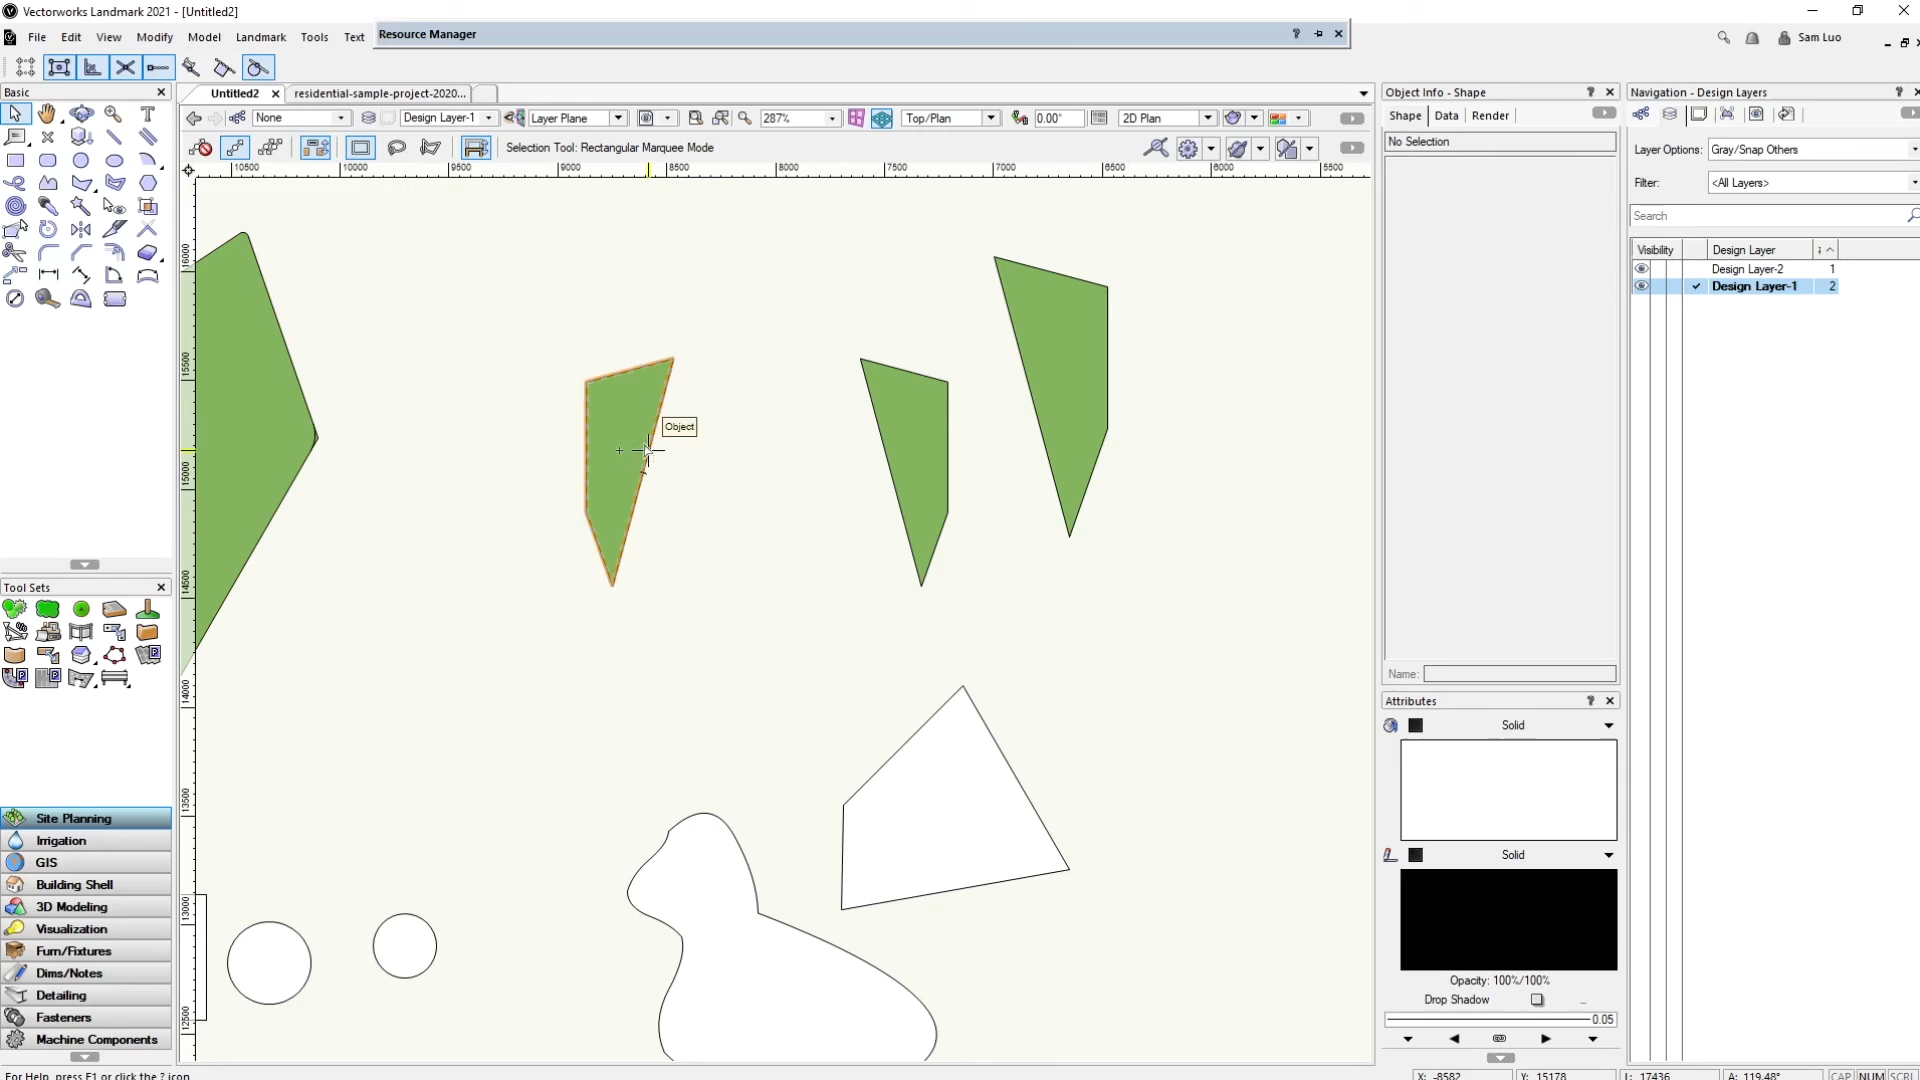 Vectorworks Landmark 2021 - [Untitled2]
File Edit View Modify Model Landmark Tools Text
Resource Manager
Sam Luo
Basic
Untitled2
residential-sample-project-2020...
None
Design Layer-1
Layer Plane
287%
Top/Plan
0.00°
2D Plan
Selection Tool: Rectangular Marquee Mode
10500 10000 9500 9000 8500 8000 7500 7000 6500 6000 5500
16000
15500
15000
14500
14000
13500
13000
12500
Object
Tool Sets
Site Planning
Irrigation
GIS
Building Shell
3D Modeling
Visualization
Furn/Fixtures
Dims/Notes
Detailing
Fasteners
Machine Components
For Help, press F1 or click the ? icon
Object Info - Shape
Shape Data Render
No Selection
Name:
Attributes
Solid
Solid
Opacity: 100%/100%
Drop Shadow
0.05
Navigation - Design Layers
Layer Options: Gray/Snap Others
Filter: <All Layers>
Search
Visibility Design Layer
Design Layer-2 1
Design Layer-1 2
X: -8582 Y: 15178 L: 17436 A: 119.48° CAP NUM SCRL